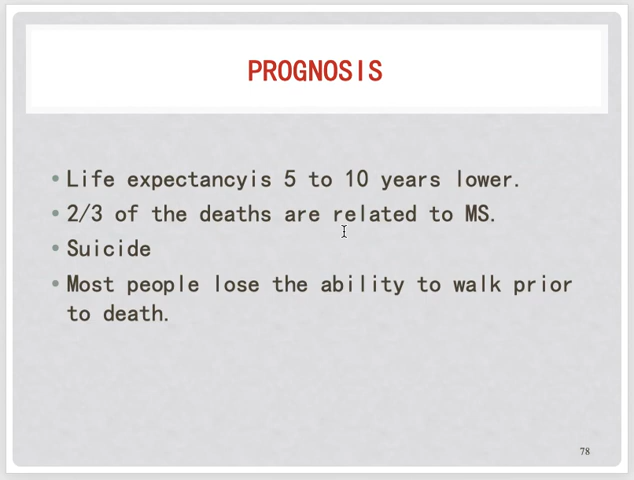 PROGNOSIS
• Life expectancyis 5 to 10 years lower.
• 2/3 of the deaths are related to MS.
• Suicide
• Most people lose the ability to walk prior
to death.
78